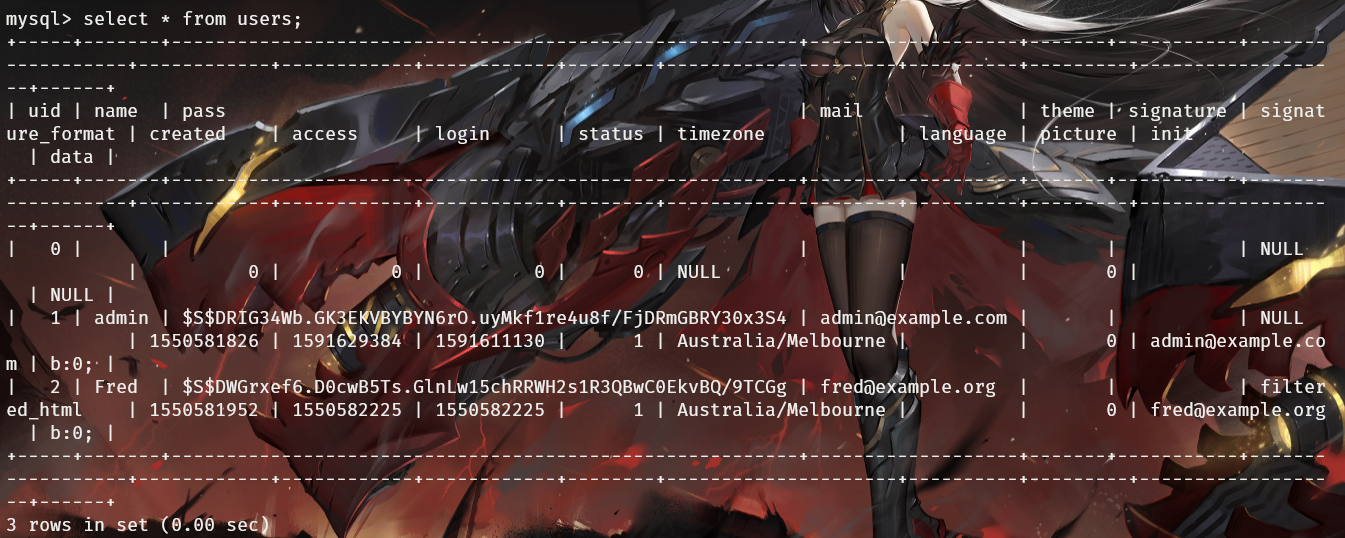 mysql> select * from users;
+-----+-------+---------------------------------------------------------+-------------------+-------+-----------+-------
----------+------------+------------+------------+--------+---------------------+----------+---------+----------------
--+------+
| uid | name  | pass                                                    | mail              | theme | signature | signat
ure_format | created    | access     | login      | status | timezone            | language | picture | init
  | data |
+-----+-------+---------------------------------------------------------+-------------------+-------+-----------+-------
-----------+------------+------------+------------+--------+---------------------+----------+---------+----------------
--+------+
|   0 |       |                                                         |                   |       |           | NULL
           |          0 |          0 |          0 |      0 | NULL                |          |       0 |
  | NULL |
|   1 | admin | $S$DRIG34Wb.GK3EKVBYBYN6rO.uyMkf1re4u8f/FjDRmGBRY30x3S4 | admin@example.com |       |           | NULL
           | 1550581826 | 1591629384 | 1591611130 |      1 | Australia/Melbourne |          |       0 | admin@example.co
m | b:0; |
|   2 | Fred  | $S$DWGrxef6.D0cwB5Ts.GlnLw15chRRWH2s1R3QBwC0EkvBQ/9TCGg | fred@example.org  |       |           | filter
ed_html    | 1550581952 | 1550582225 | 1550582225 |      1 | Australia/Melbourne |          |       0 | fred@example.org
  | b:0; |
+-----+-------+---------------------------------------------------------+-------------------+-------+-----------+-------
-----------+------------+------------+------------+--------+---------------------+----------+---------+----------------
--+------+
3 rows in set (0.00 sec)